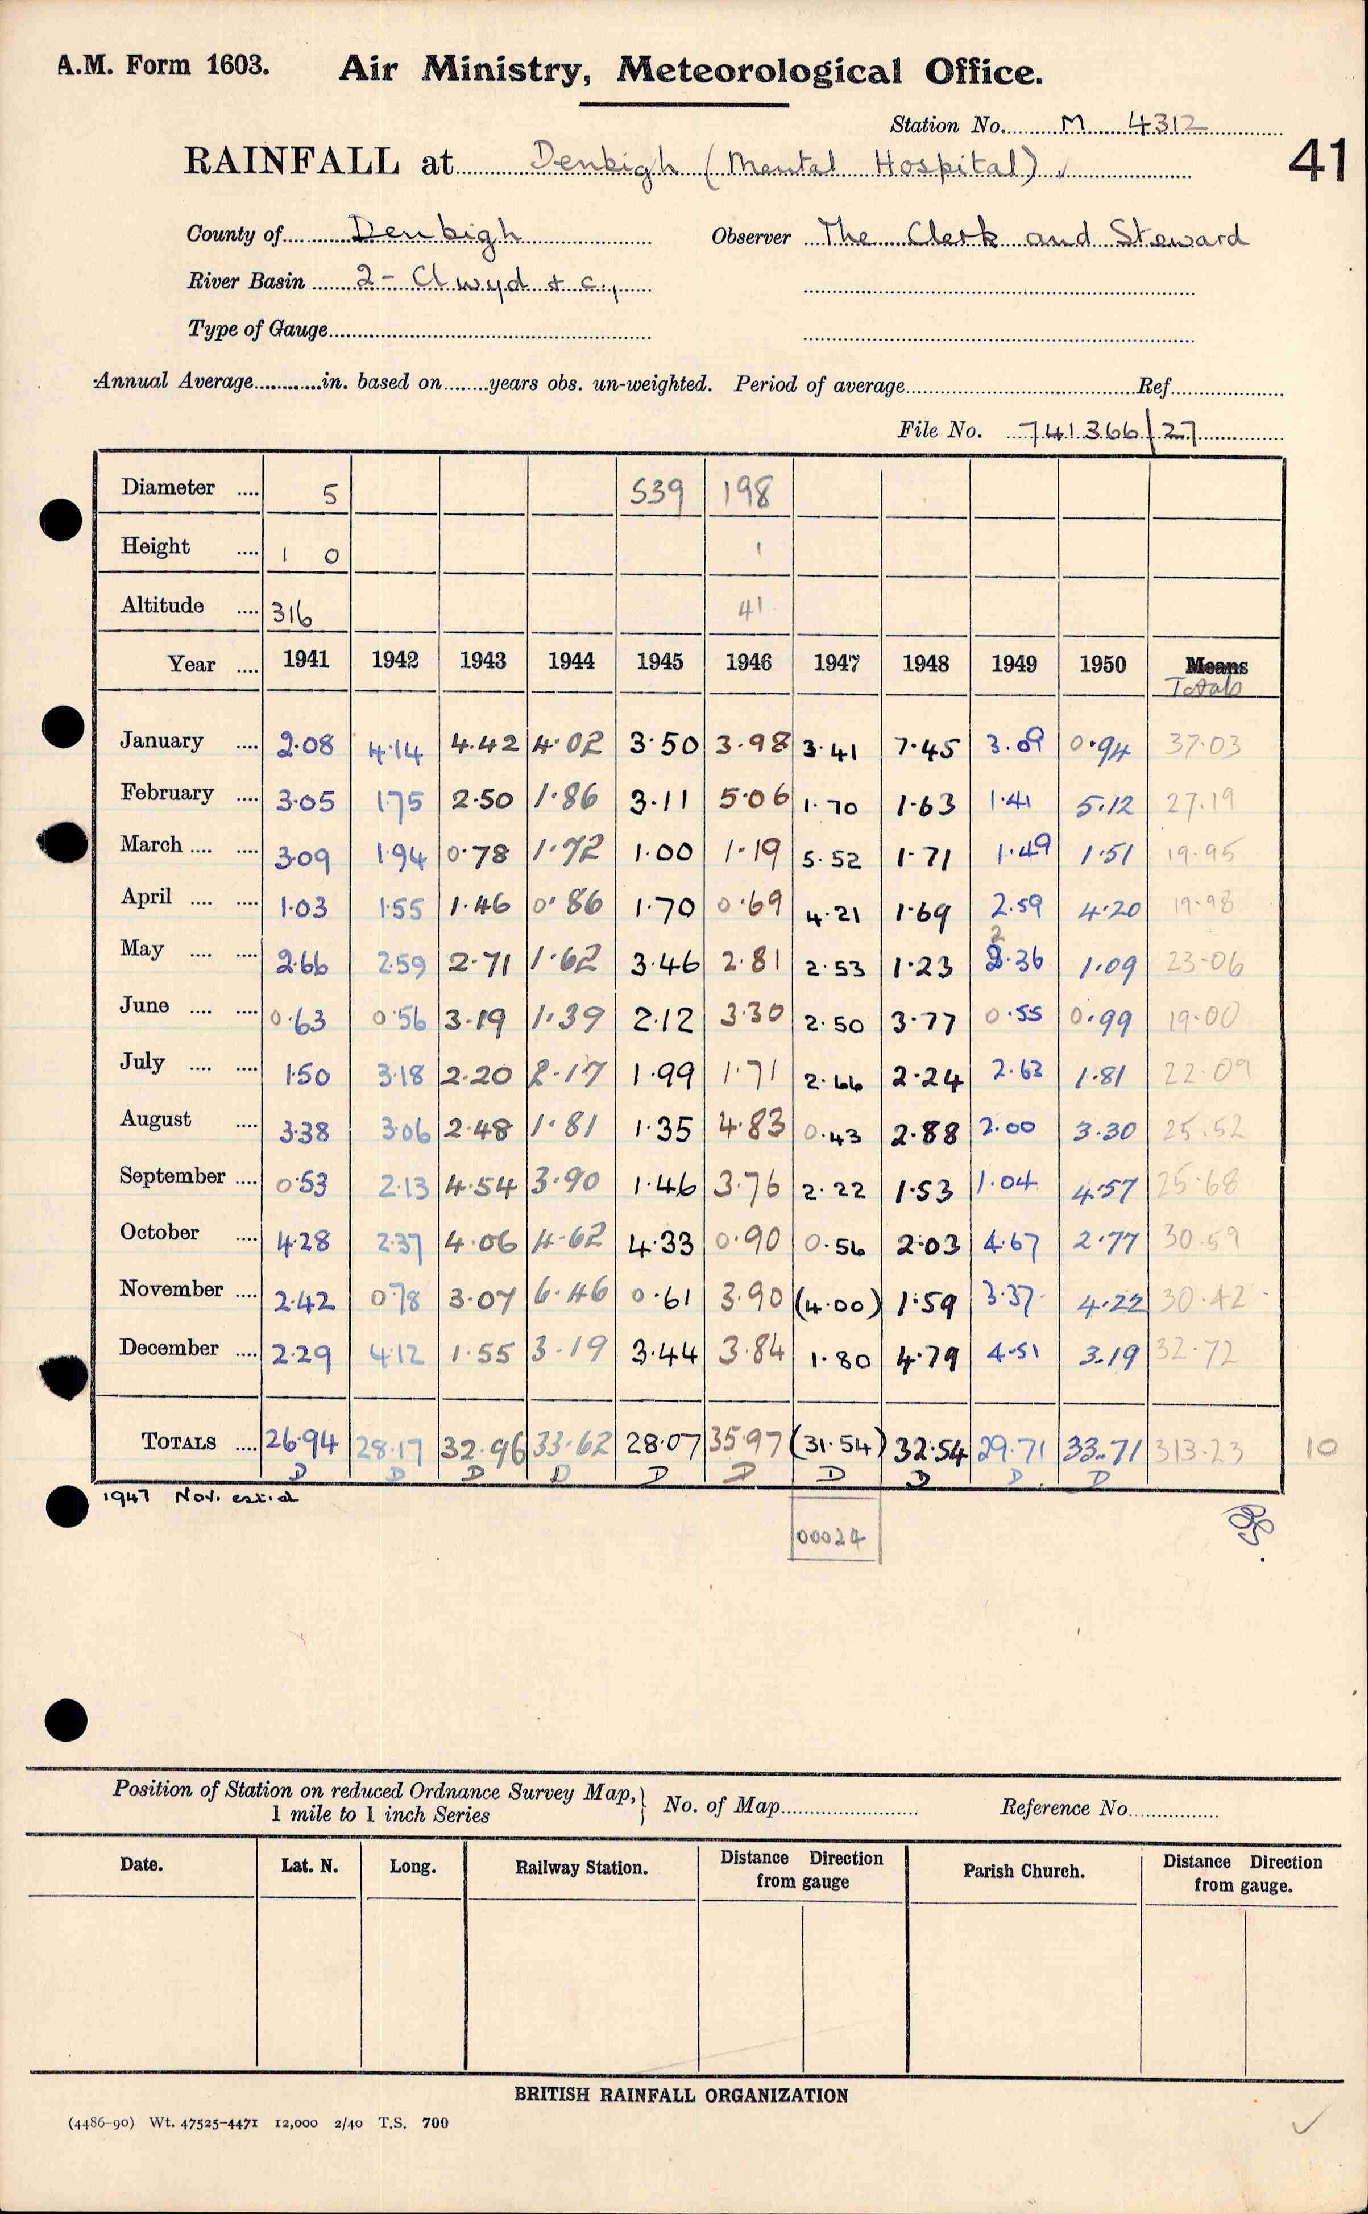 A.M. Form 1603. Air Ministry, Meteorological Office.
Station No. M 4312
41
RAINFALL at Denbigh (Mental Hospital) ✓
County of Denbigh Observer The Clerk and Steward
River Basin 2 - Clwyd & c.,
Type of Gauge
Annual Average in. based on years obs. un-weighted. Period of average Ref.
File No. 741366/27
Diameter 5 539 198
Height 1 0 1
Altitude 316 41
Year 1941 1942 1943 1944 1945 1946 1947 1948 1949 1950 Means
Totals
January 2.08 4.14 4.42 4.02 3.50 3.98 3.41 7.45 3.09 0.94 37.03
February 3.05 1.75 2.50 1.86 3.11 5.06 1.70 1.63 1.41 5.12 27.19
March 3.09 1.94 0.78 1.72 1.00 1.19 5.52 1.71 1.49 1.51 19.95
April 1.03 1.55 1.46 0.86 1.70 0.69 4.21 1.69 2.59 4.20 19.98
2
May 2.66 2.59 2.71 1.62 3.46 2.81 2.53 1.23 2.36 1.09 23.06
June 0.63 0.56 3.19 1.39 2.12 3.30 2.50 3.77 0.55 0.99 19.00
July 1.50 3.18 2.20 2.17 1.99 1.71 2.66 2.24 2.63 1.81 22.09
August 3.38 3.06 2.48 1.81 1.35 4.83 0.43 2.88 2.00 3.30 25.52
September 0.53 2.13 4.54 3.90 1.46 3.76 2.22 1.53 1.04 4.57 25.68
October 4.28 2.37 4.06 4.62 4.33 0.90 0.56 2.03 4.67 2.77 30.59
November 2.42 0.78 3.07 6.46 0.61 3.90 (4.00) 1.59 3.37 4.22 30.42
December 2.29 4.12 1.55 3.19 3.44 3.84 1.80 4.79 4.51 3.19 32.72
TOTALS 26.94 28.17 32.96 33.62 28.07 35.97 (31.54) 32.54 29.71 33.71 313.23 10
D D D D D D D D D D
1947 Nov. est.d
00024
Position of Station on reduced Ordnance Survey Map, } No. of Map Reference No.
1 mile to 1 inch Series
Date. Lat. N. Long. Railway Station. Distance Direction from gauge Parish Church. Distance Direction from gauge.
BRITISH RAINFALL ORGANIZATION
(4486-90) Wt. 47525-4471 12,000 2/40 T.S. 700